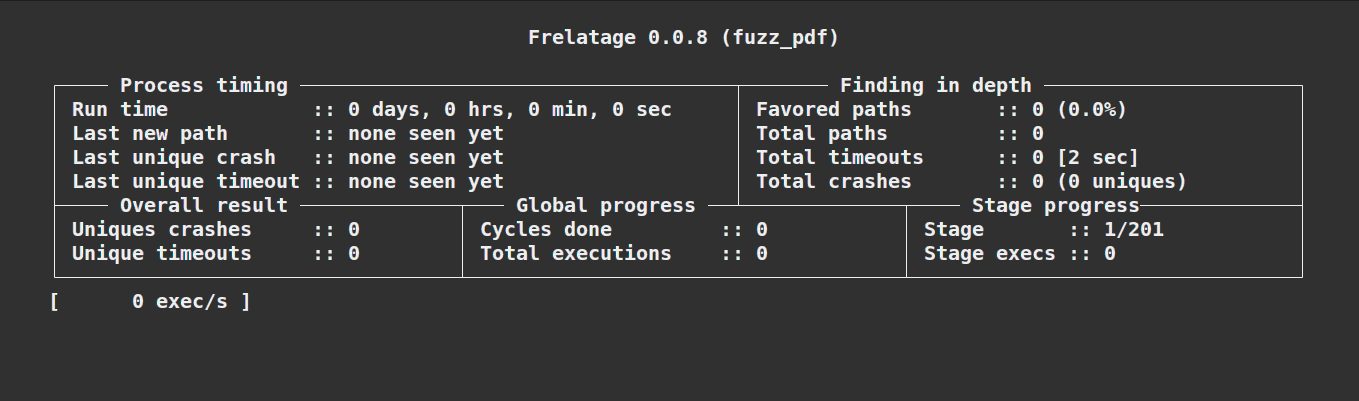 Frelatage 0.0.8 (fuzz_pdf)
Process timing Finding in depth
Run time :: 0 days, 0 hrs, 0 min, 0 sec Favored paths :: 0 (0.0%)
Last new path :: none seen yet Total paths :: 0
Last unique crash :: none seen yet Total timeouts :: 0 [2 sec]
Last unique timeout :: none seen yet Total crashes :: 0 (0 uniques)
Overall result Global progress Stage progress
Uniques crashes :: 0 Cycles done :: 0 Stage :: 1/201
Unique timeouts :: 0 Total executions :: 0 Stage execs :: 0
[ 0 exec/s ]